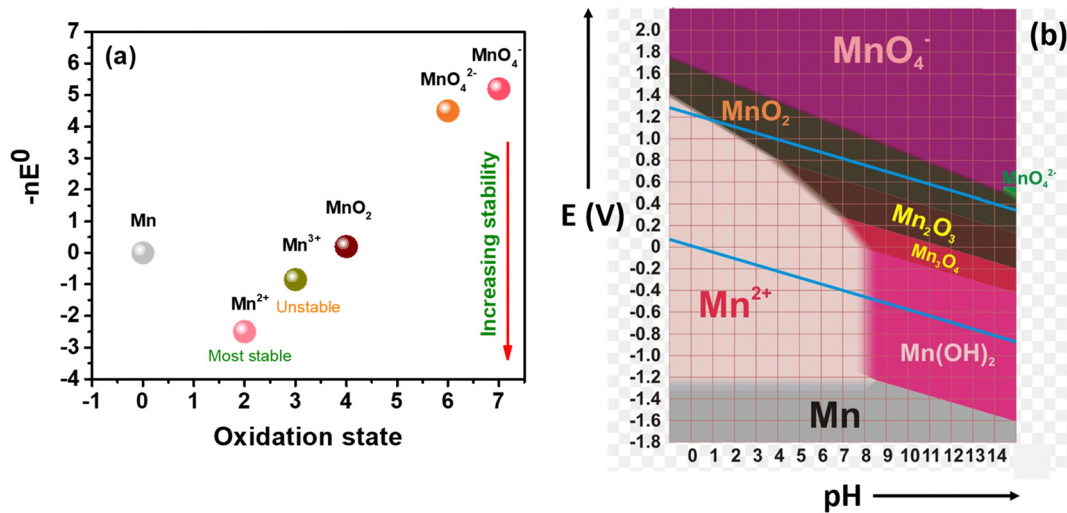 (a)
-nE⁰
7
6
5
4
3
2
1
0
-1
-2
-3
-4
-1 0 1 2 3 4 5 6 7
Oxidation state
Mn
Mn²⁺
Most stable
Mn³⁺
Unstable
MnO₂
MnO₄²⁻
MnO₄⁻
Increasing stability
(b)
E (V)
2.0
1.8
1.6
1.4
1.2
1.0
0.8
0.6
0.4
0.2
0
-0.2
-0.4
-0.6
-0.8
-1.0
-1.2
-1.4
-1.6
-1.8
0 1 2 3 4 5 6 7 8 9 10 11 12 13 14
pH
MnO₄⁻
MnO₂
MnO₄²⁻
Mn₂O₃
Mn₃O₄
Mn²⁺
Mn(OH)₂
Mn